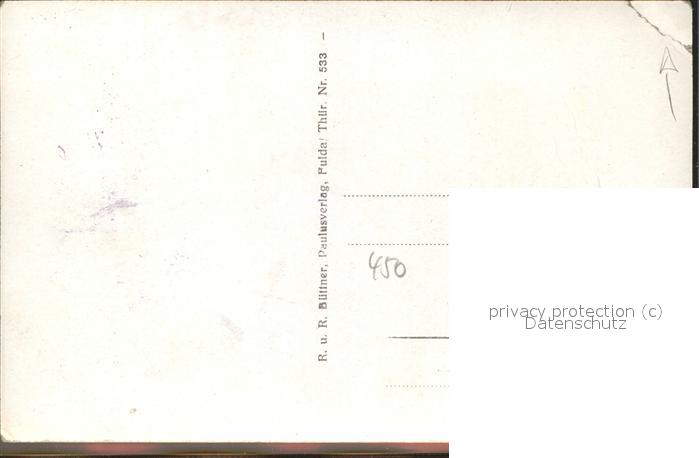 R. u. R. Büttner, Paulusverlag, Fulda/ Thür. Nr. 533 –
450
privacy protection (c)
Datenschutz